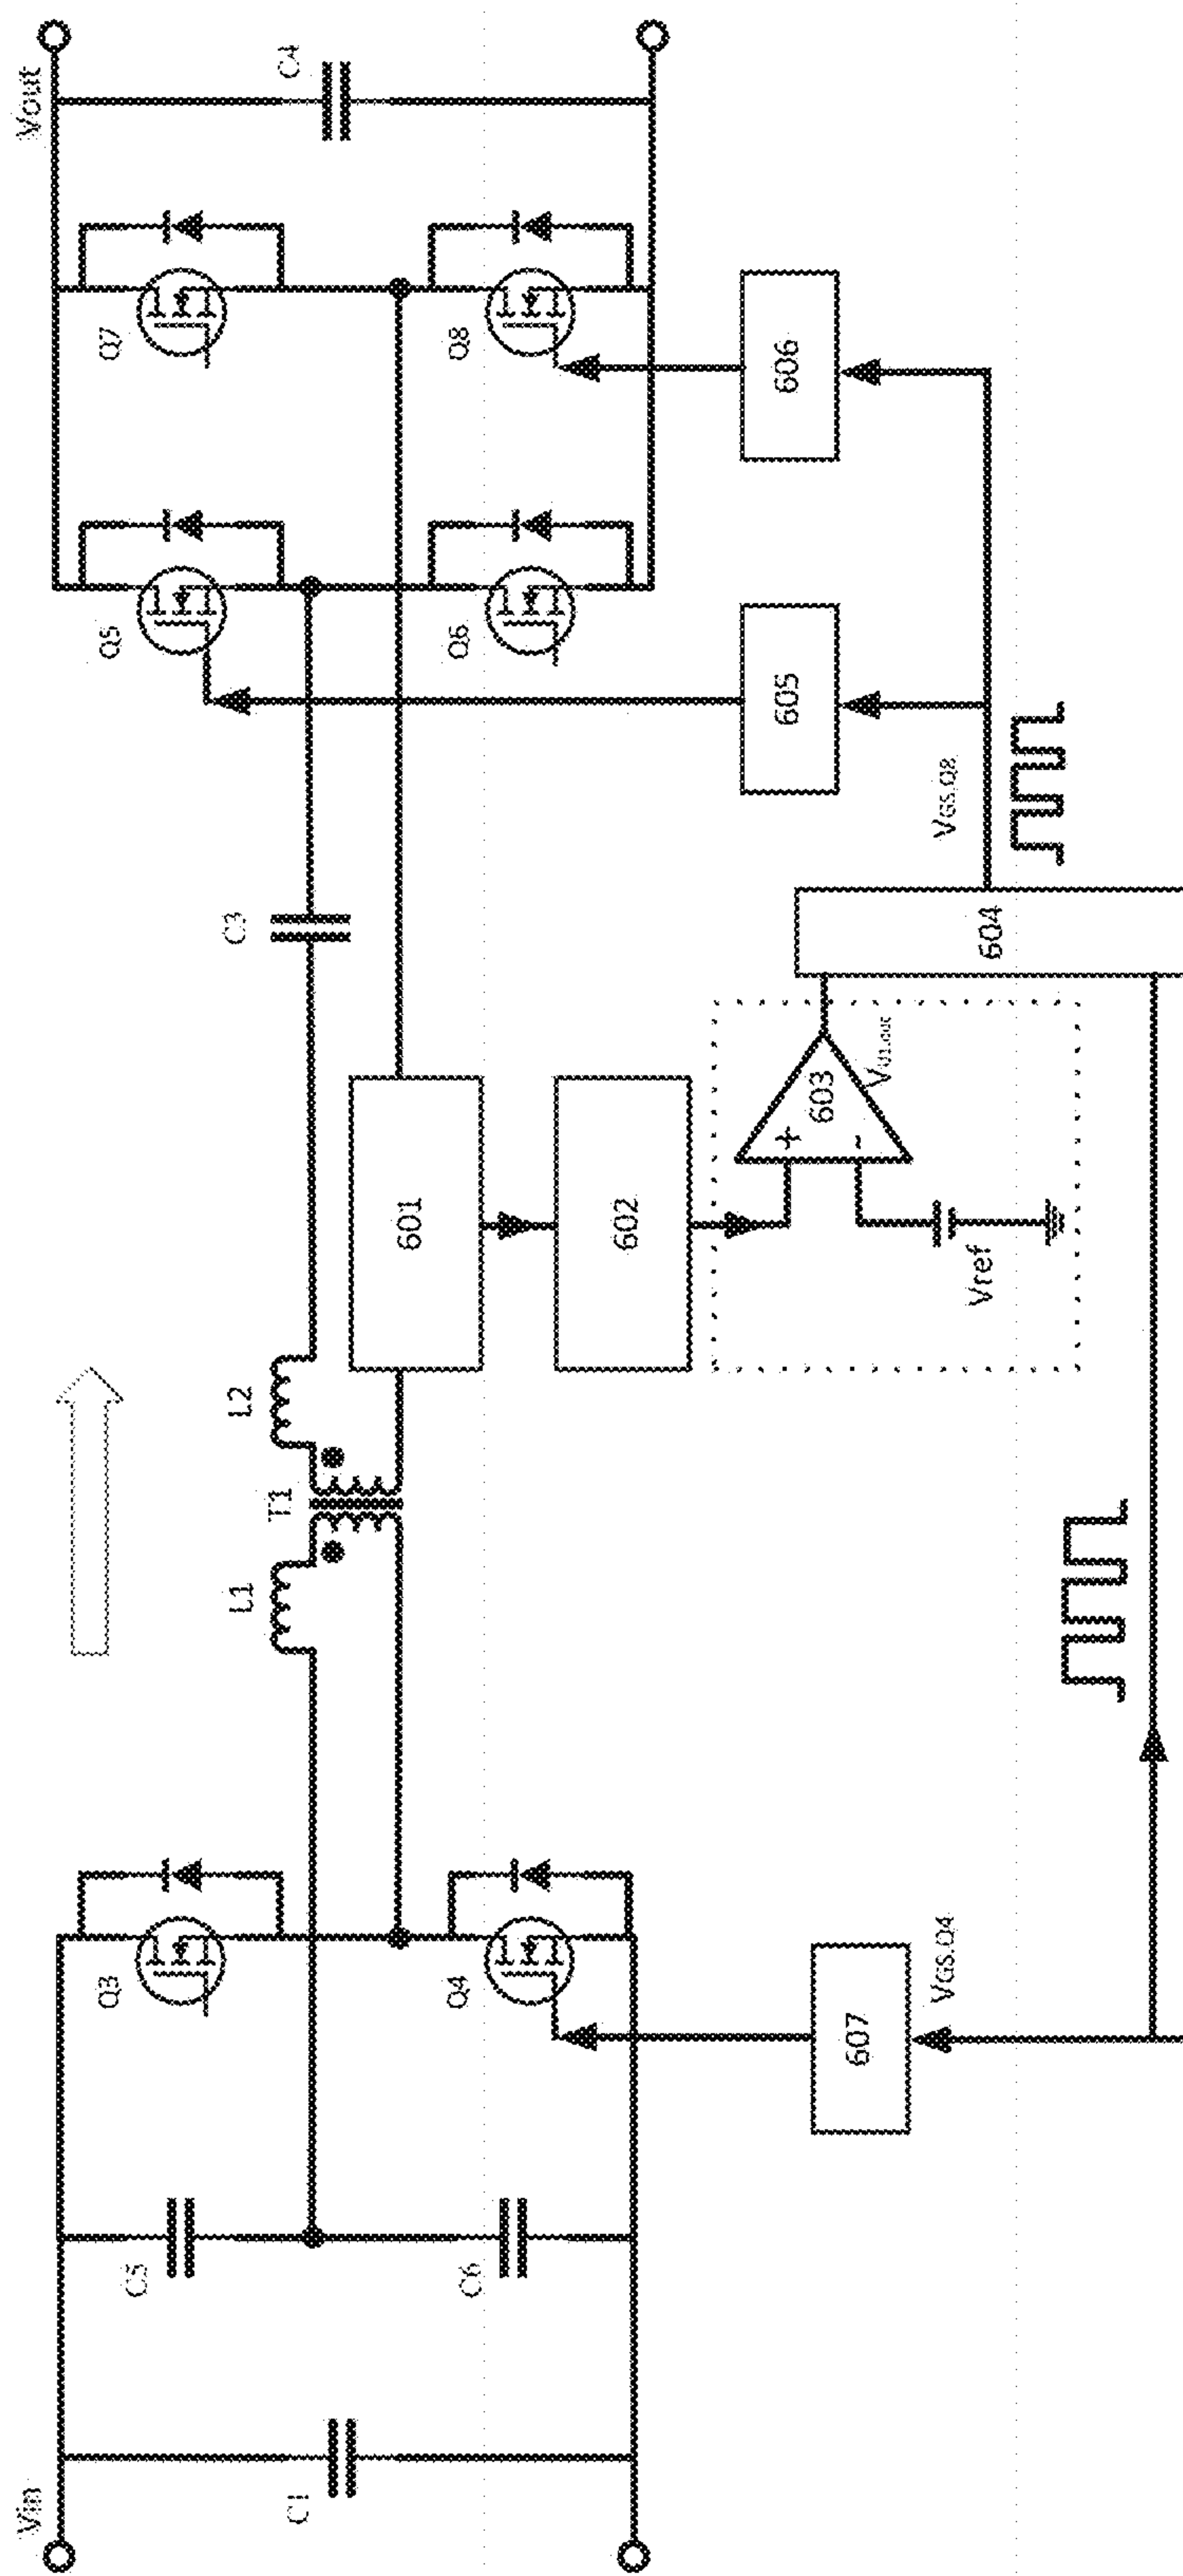 Vin
C1
C5
C6
Q3
Q4
607
VGS.Q4
L1
T1
L2
601
602
603
+
-
Vref
604
C3
VGS.Q8
605
606
Q5
Q6
Q7
Q8
C4
Vout